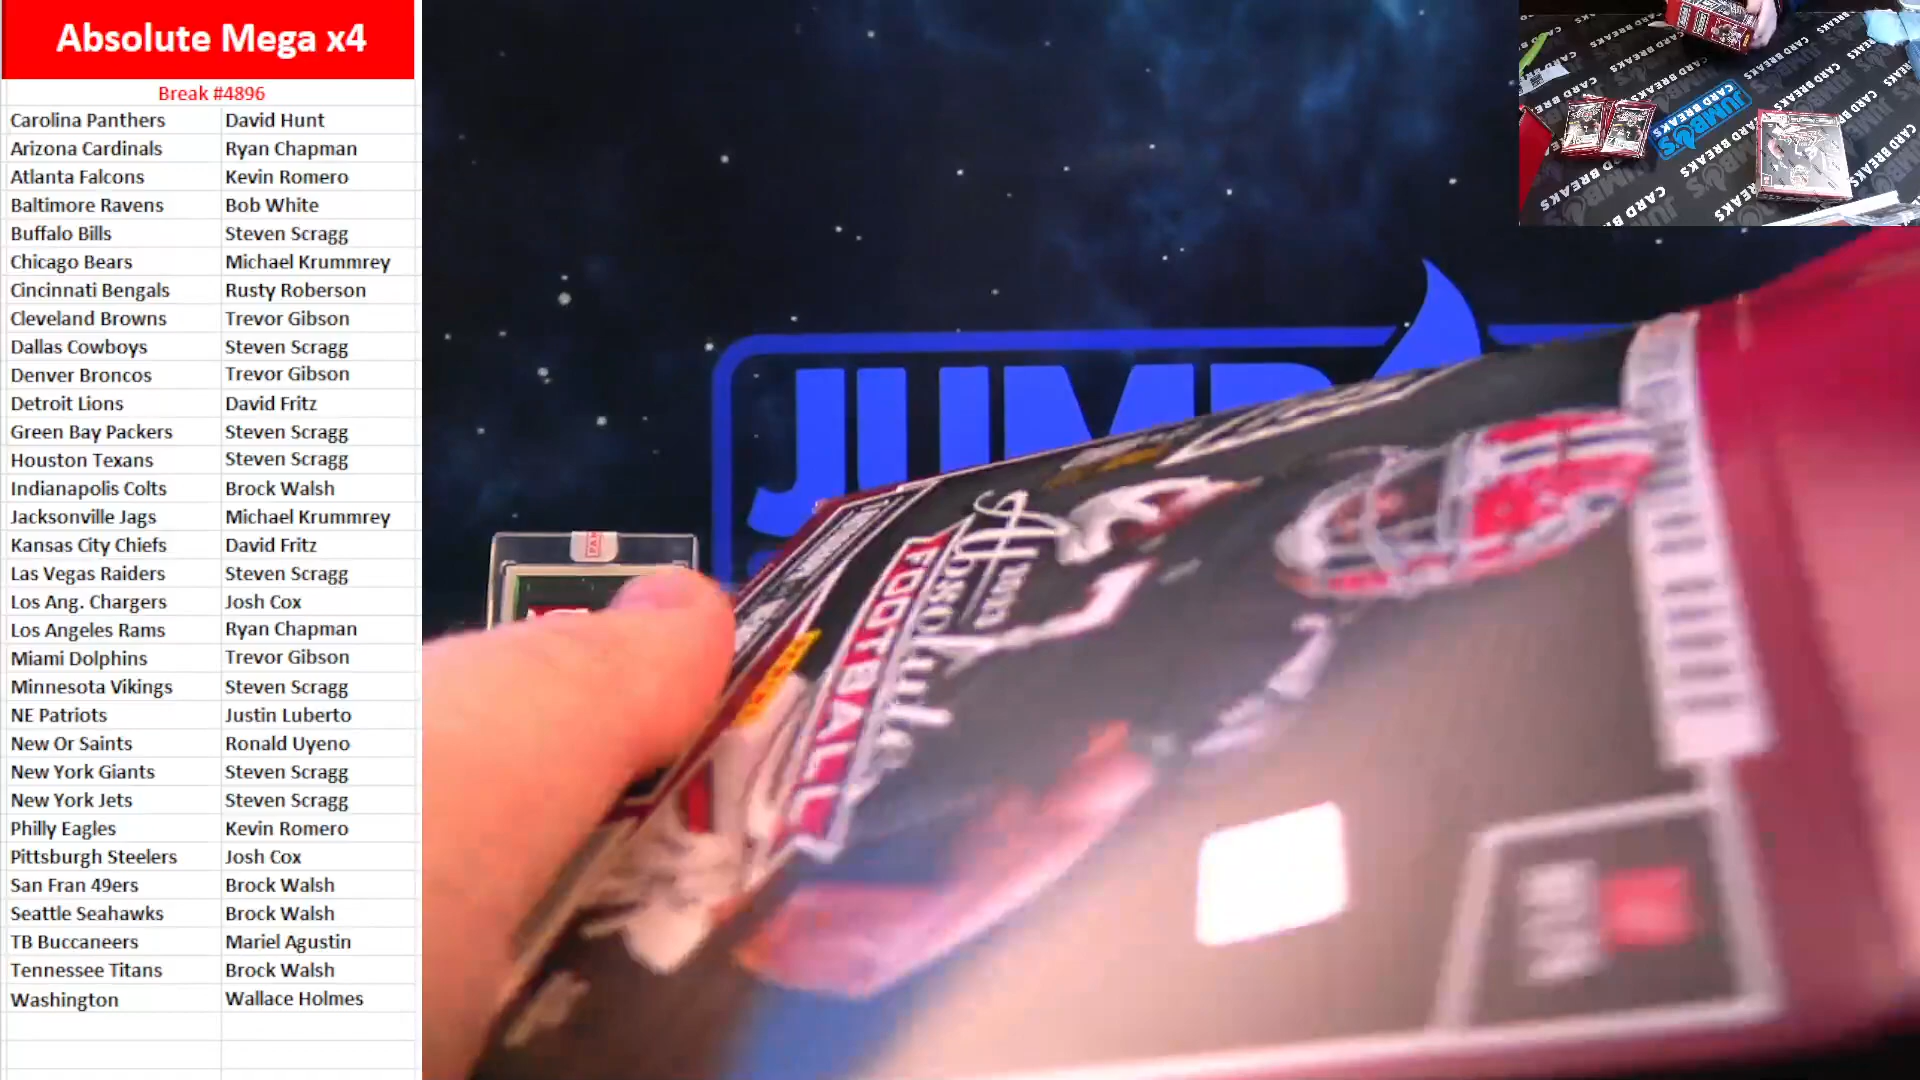 Absolute Mega x4
Break #4896
Carolina Panthers David Hunt
Arizona Cardinals Ryan Chapman
Atlanta Falcons Kevin Romero
Baltimore Ravens Bob White
Buffalo Bills Steven Scragg
Chicago Bears Michael Krummrey
Cincinnati Bengals Rusty Roberson
Cleveland Browns Trevor Gibson
Dallas Cowboys Steven Scragg
Denver Broncos Trevor Gibson
Detroit Lions David Fritz
Green Bay Packers Steven Scragg
Houston Texans Steven Scragg
Indianapolis Colts Brock Walsh
Jacksonville Jags Michael Krummrey
Kansas City Chiefs David Fritz
Las Vegas Raiders Steven Scragg
Los Ang. Chargers Josh Cox
Los Angeles Rams Ryan Chapman
Miami Dolphins Trevor Gibson
Minnesota Vikings Steven Scragg
NE Patriots Justin Luberto
New Or Saints Ronald Uyeno
New York Giants Steven Scragg
New York Jets Steven Scragg
Philly Eagles Kevin Romero
Pittsburgh Steelers Josh Cox
San Fran 49ers Brock Walsh
Seattle Seahawks Brock Walsh
TB Buccaneers Mariel Agustin
Tennessee Titans Brock Walsh
Washington Wallace Holmes
JUMB
2023
Absolute
FOOTBALL
JUMBO'S
CARD BREAKS